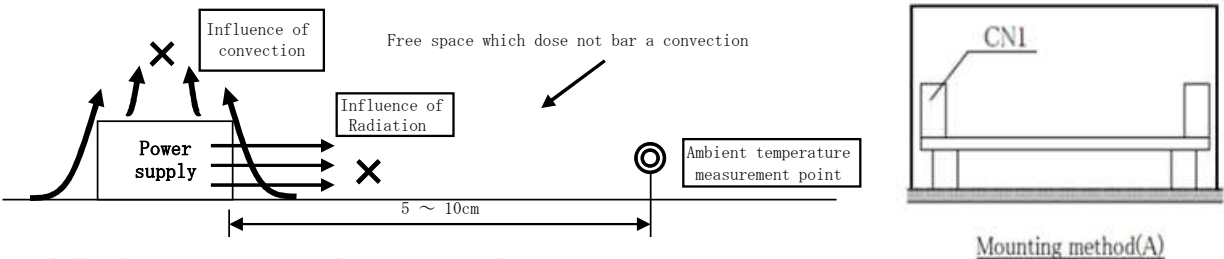 Influence of
convection
Free space which dose not bar a convection
CN1
Influence of
Radiation
Power
supply
Ambient temperature
measurement point
5 ～ 10cm
Mounting method(A)